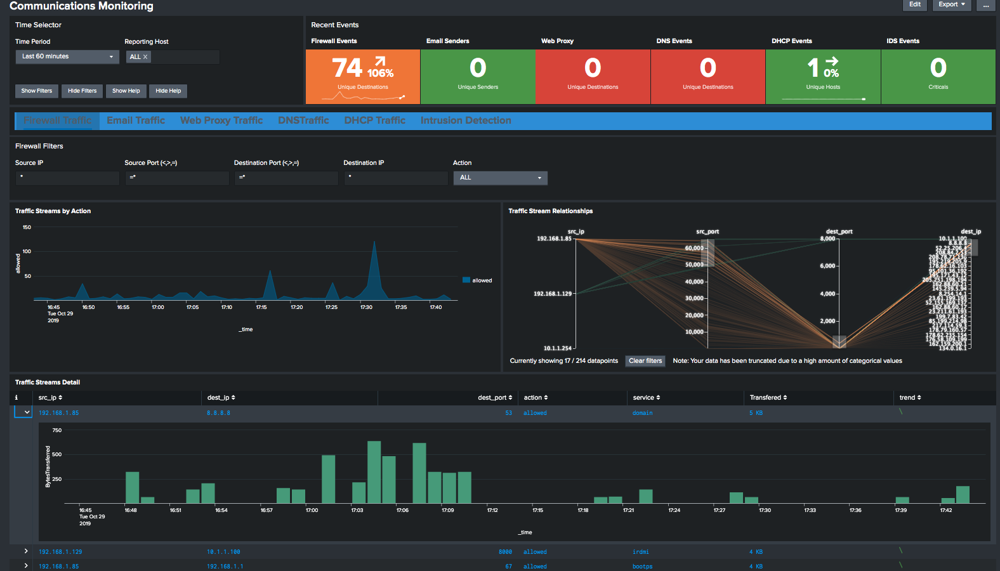 Communications Monitoring
Edit
Export
...
Time Selector
Time Period
Reporting Host
Last 60 minutes
ALL ×
Show Filters
Hide Filters
Show Help
Hide Help
Recent Events
Firewall Events
Email Senders
Web Proxy
DNS Events
DHCP Events
IDS Events
74
106%
Unique Destinations
0
Unique Senders
0
Unique Destinations
0
Unique Destinations
1
0%
Unique Hosts
0
Criticals
Firewall Traffic
Email Traffic
Web Proxy Traffic
DNSTraffic
DHCP Traffic
Intrusion Detection
Firewall Filters
Source IP
Source Port (<,>,=)
Destination Port (<,>,=)
Destination IP
Action
*
=*
=*
*
ALL
Traffic Streams by Action
150
100
50
allowed
16:45
Tue Oct 29
2019
16:50
16:55
17:00
17:05
17:10
17:15
17:20
17:25
17:30
17:35
17:40
_time
allowed
Traffic Stream Relationships
src_ip
src_port
dest_port
dest_ip
192.168.1.85
192.168.1.129
10.1.1.254
60,000
50,000
40,000
30,000
20,000
10,000
8,000
6,000
4,000
2,000
10.1.1.100
8.8.8.8
52.25.206.4
208.84.2.53
195.219.205.9
178.62.16.103
95.101.36.192
195.171.43.12
205.251.198.194
162.88.60.21
145.239.5.94
8.254.14.1
23.61.199.193
52.155.169.137
162.88.60.17
23.211.61.193
199.7.83.42
85.199.214.98
217.114.59.3
178.79.160.57
178.62.235.154
176.58.109.199
162.159.200.1
134.0.16.1
Currently showing 17 / 214 datapoints
Clear filters
Note: Your data has been truncated due to a high amount of categorical values
Traffic Streams Detail
i
src_ip
dest_ip
dest_port
action
service
Transfered
trend
192.168.1.85
8.8.8.8
53
allowed
domain
5 KB
750
500
250
BytesTransferred
16:45
Tue Oct 29
2019
16:48
16:51
16:54
16:57
17:00
17:03
17:06
17:09
17:12
17:15
17:18
17:21
17:24
17:27
17:30
17:33
17:36
17:39
17:42
_time
192.168.1.129
10.1.1.100
8000
allowed
irdmi
4 KB
192.168.1.85
192.168.1.1
67
allowed
bootps
4 KB